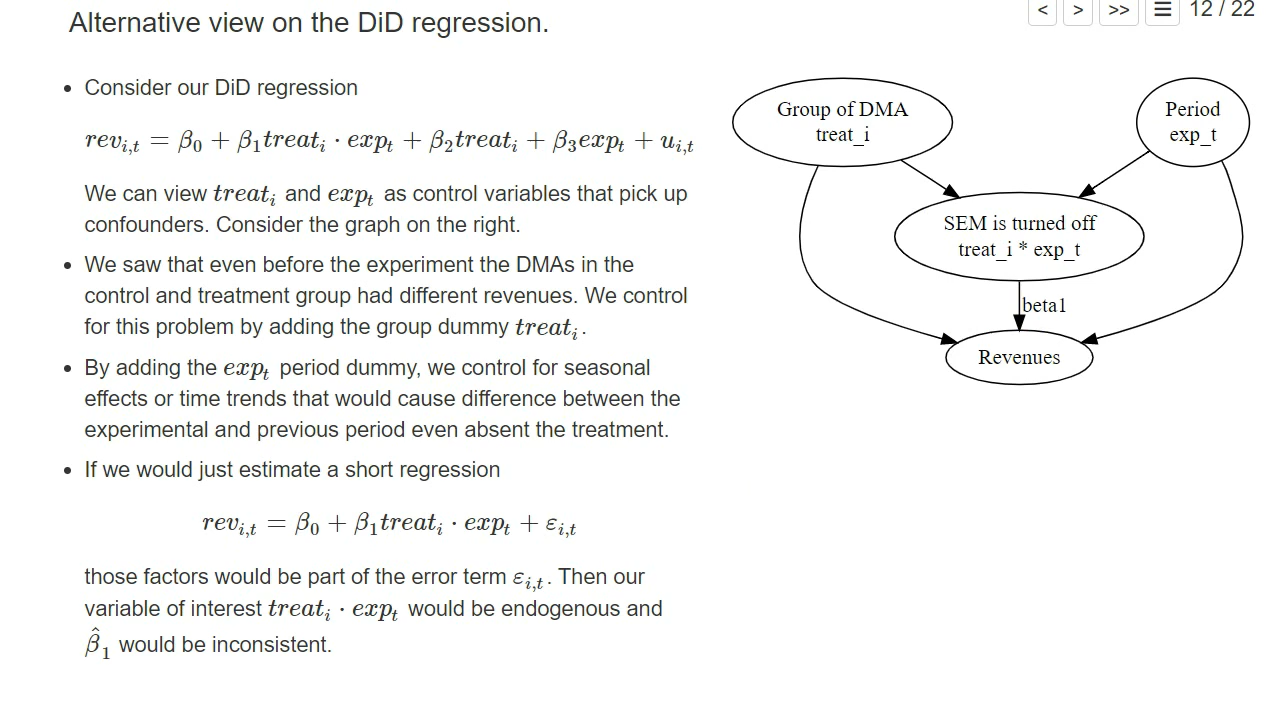 Alternative view on the DiD regression.
< > >> ☰ 12 / 22
• Consider our DiD regression
rev_{i,t} = β_0 + β_1 treat_i · exp_t + β_2 treat_i + β_3 exp_t + u_{i,t}
We can view treat_i and exp_t as control variables that pick up
confounders. Consider the graph on the right.
• We saw that even before the experiment the DMAs in the
control and treatment group had different revenues. We control
for this problem by adding the group dummy treat_i.
• By adding the exp_t period dummy, we control for seasonal
effects or time trends that would cause difference between the
experimental and previous period even absent the treatment.
• If we would just estimate a short regression
rev_{i,t} = β_0 + β_1 treat_i · exp_t + ε_{i,t}
those factors would be part of the error term ε_{i,t}. Then our
variable of interest treat_i · exp_t would be endogenous and
β̂_1 would be inconsistent.
Group of DMA
treat_i
Period
exp_t
SEM is turned off
treat_i * exp_t
beta1
Revenues